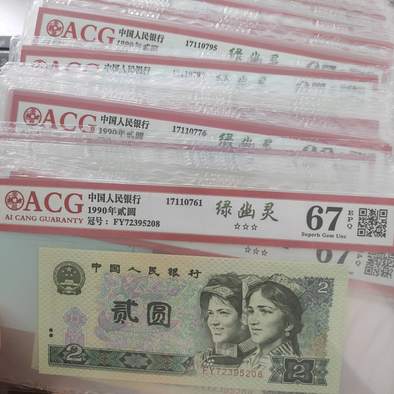 ACG
中国人民银行
1990年贰圆
17110795
绿幽灵
ACG
中国人民银行
1990年贰圆
17110776
绿幽灵
ACG
AI CANG GUARANTY
中国人民银行
1990年贰圆
冠号: FY72395208
17110761
绿幽灵
☆☆☆
67
EPQ
Superb Gem Unc
67
中国人民银行
2
贰圆
FY72395208
2
2